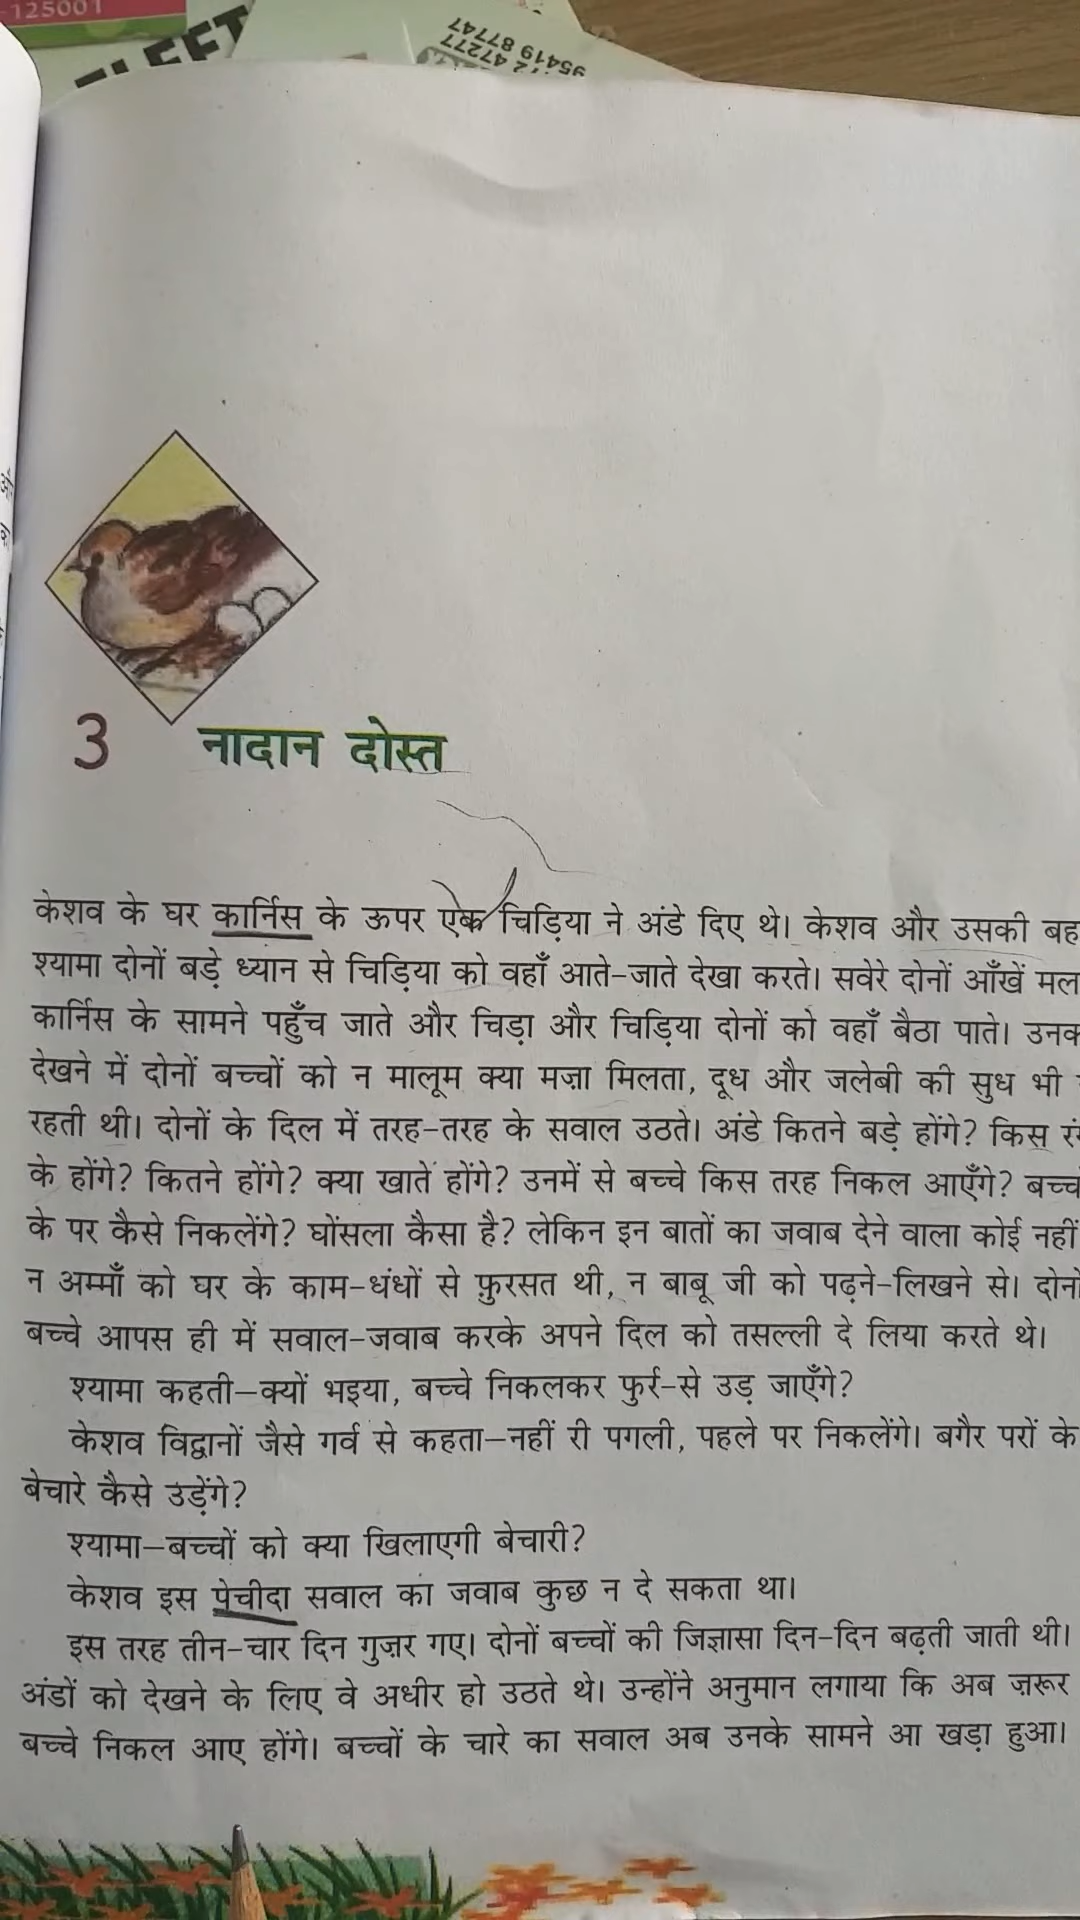 125001
47277
95419 87747
3 नादान दोस्त
केशव के घर कार्निस के ऊपर एक चिड़िया ने अंडे दिए थे। केशव और उसकी
श्यामा दोनों बड़े ध्यान से चिड़िया को वहाँ आते-जाते देखा करते। सवेरे दोनों आँखें
कार्निस के सामने पहुँच जाते और चिड़ा और चिड़िया दोनों को वहाँ बैठा पाते।
देखने में दोनों बच्चों को न मालूम क्या मज़ा मिलता, दूध और जलेबी की सुध भी
रहती थी। दोनों के दिल में तरह-तरह के सवाल उठते। अंडे कितने बड़े होंगे? किस
के होंगे? कितने होंगे? क्या खाते होंगे? उनमें से बच्चे किस तरह निकल आएँगे?
के पर कैसे निकलेंगे? घोंसला कैसा है? लेकिन इन बातों का जवाब देने वाला कोई नहीं
न अम्माँ को घर के काम-धंधों से फ़ुरसत थी, न बाबू जी को पढ़ने-लिखने से।
बच्चे आपस ही में सवाल-जवाब करके अपने दिल को तसल्ली दे लिया करते थे।
श्यामा कहती—क्यों भइया, बच्चे निकलकर फुर्र-से उड़ जाएँगे?
केशव विद्वानों जैसे गर्व से कहता—नहीं री पगली, पहले पर निकलेंगे। बगैर परों के
बेचारे कैसे उड़ेंगे?
श्यामा—बच्चों को क्या खिलाएगी बेचारी?
केशव इस पेचीदा सवाल का जवाब कुछ न दे सकता था।
इस तरह तीन-चार दिन गुज़र गए। दोनों बच्चों की जिज्ञासा दिन-दिन बढ़ती जाती थी।
अंडों को देखने के लिए वे अधीर हो उठते थे। उन्होंने अनुमान लगाया कि अब ज़रूर
बच्चे निकल आए होंगे। बच्चों के चारे का सवाल अब उनके सामने आ खड़ा हुआ।